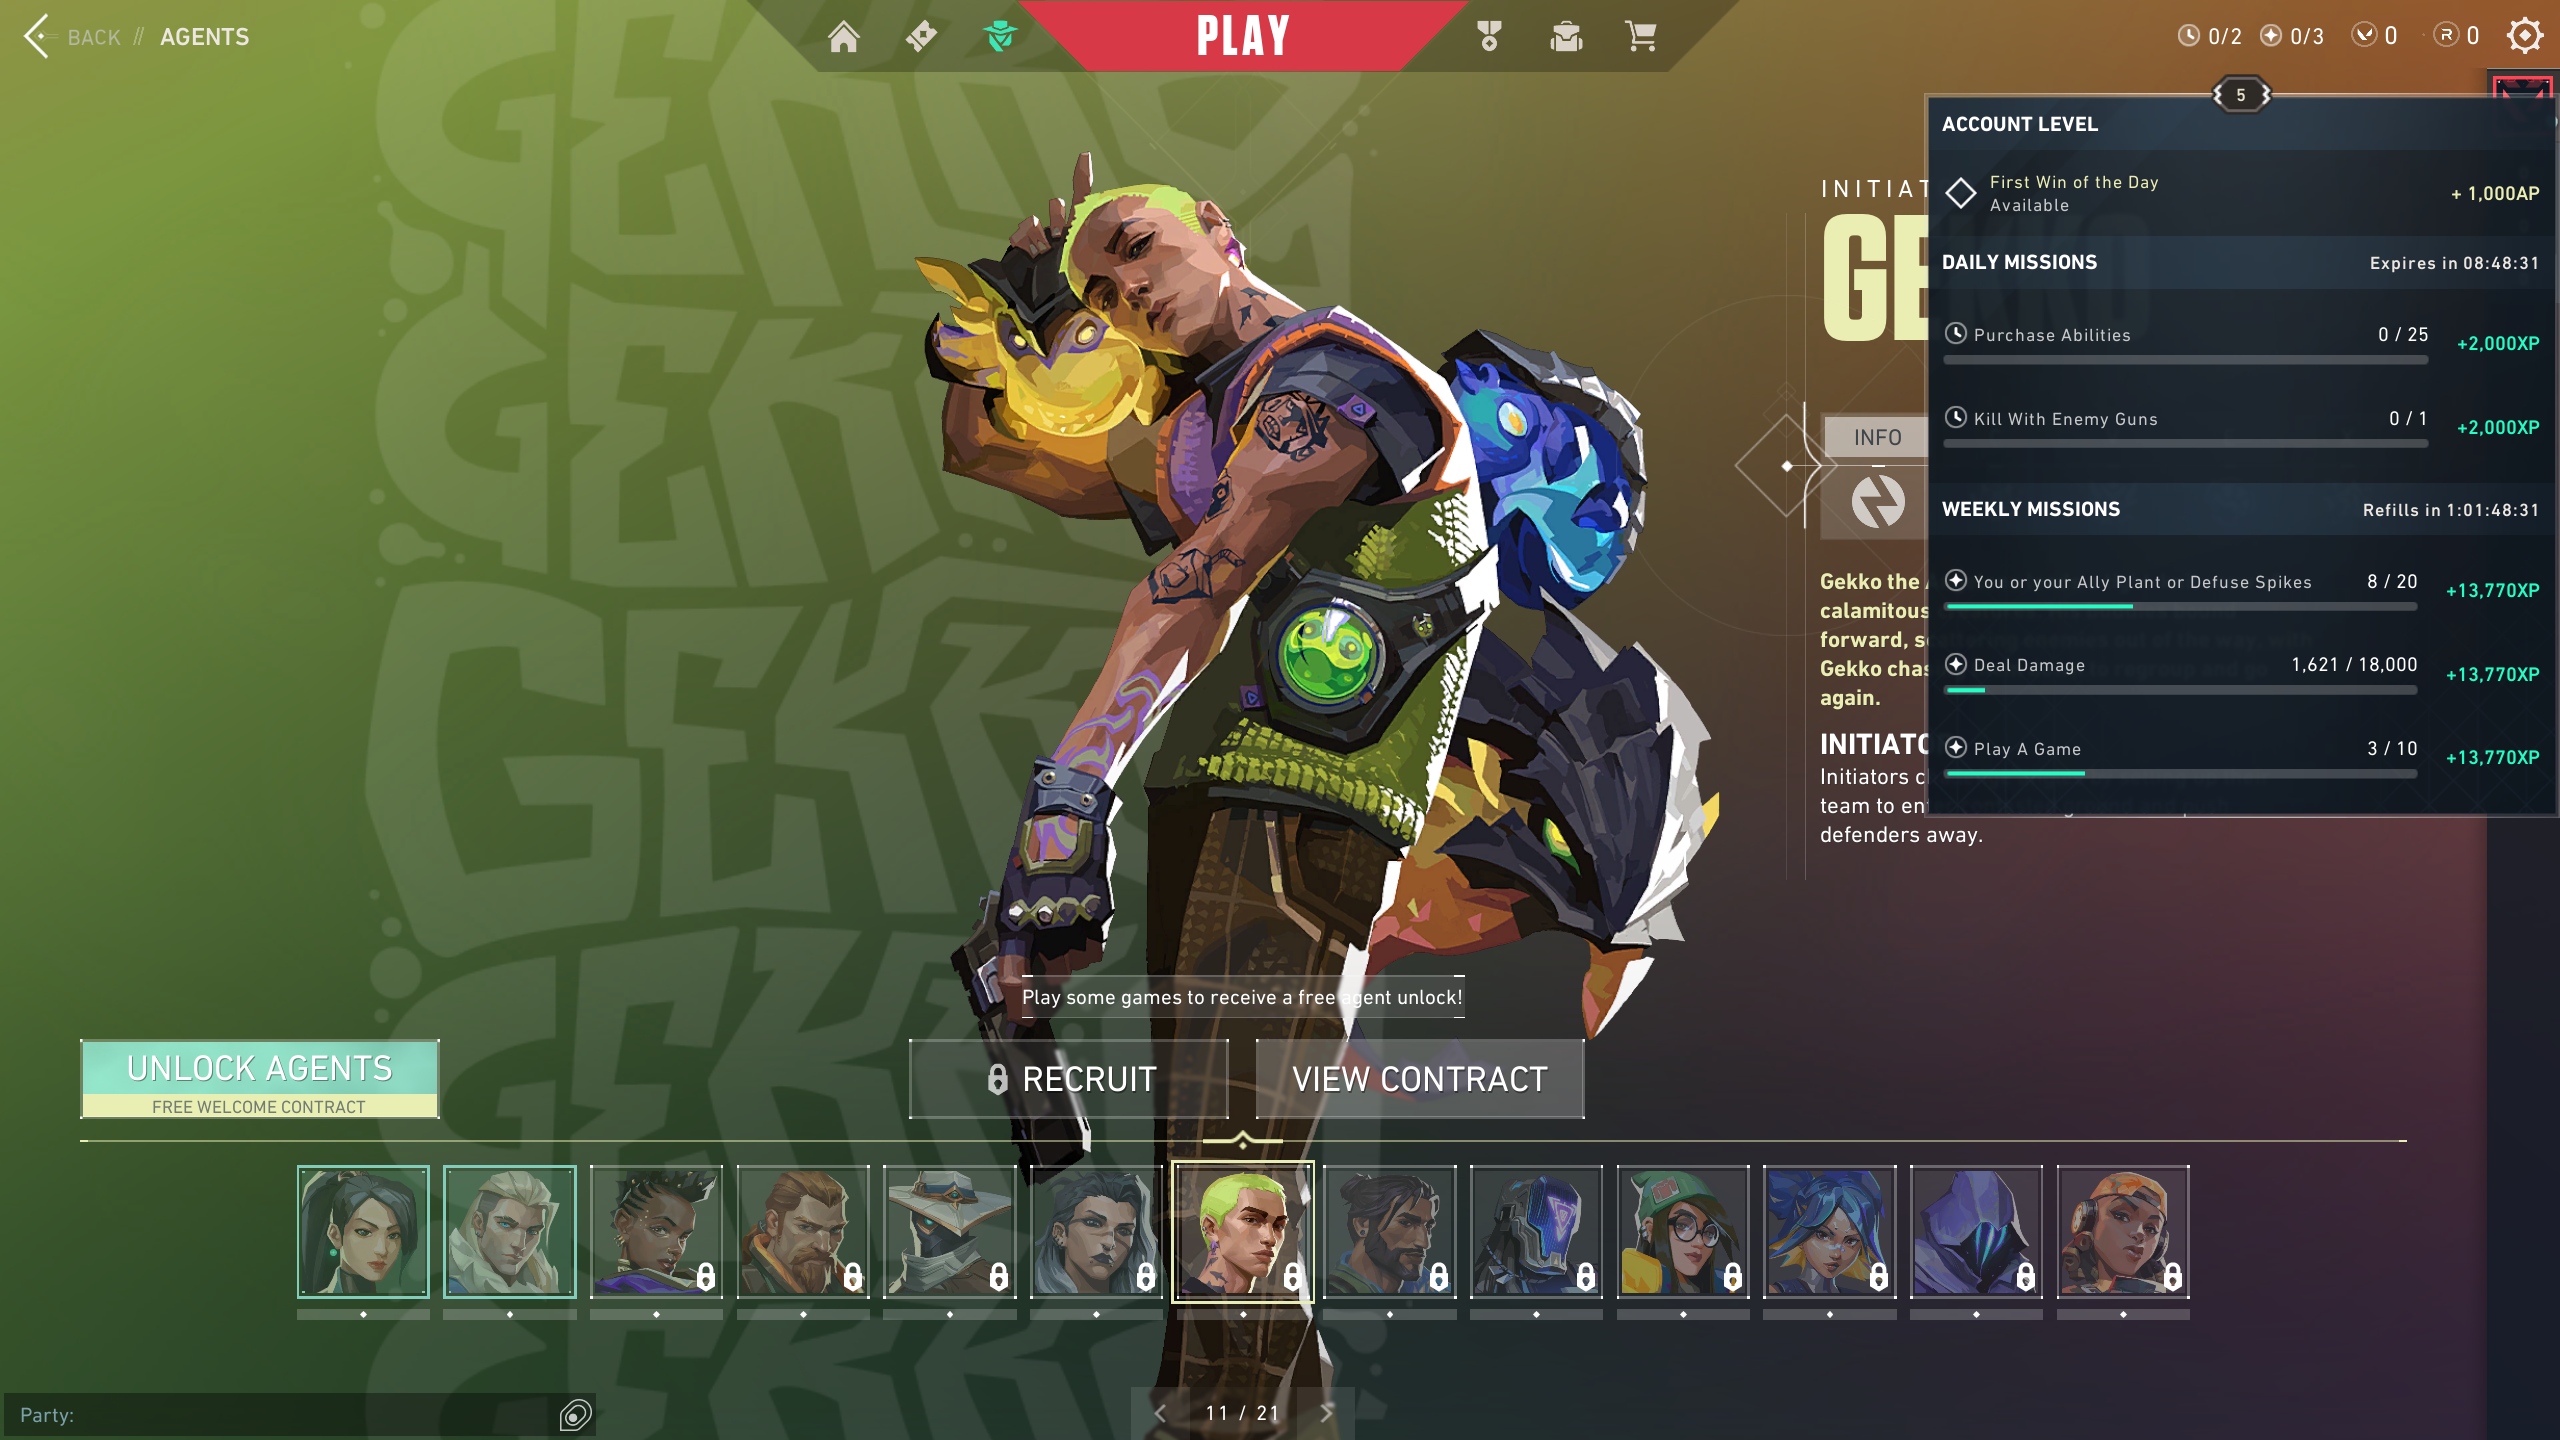 BACK // AGENTS
PLAY
0/2 0/3 0 R 0
5
ACCOUNT LEVEL
First Win of the Day
Available
+ 1,000AP
DAILY MISSIONS
Expires in 08:48:31
Purchase Abilities
0 / 25
+2,000XP
Kill With Enemy Guns
0 / 1
+2,000XP
WEEKLY MISSIONS
Refills in 1:01:48:31
You or your Ally Plant or Defuse Spikes
8 / 20
+13,770XP
Deal Damage
1,621 / 18,000
+13,770XP
Play A Game
3 / 10
+13,770XP
INITIAT
GEKKO
INFO
Gekko the
calamitous
forward, s
Gekko chas
again.
INITIATO
Initiators c
team to en
defenders away.
GEKKO
GEKKO
GEKKO
GEKKO
Play some games to receive a free agent unlock!
UNLOCK AGENTS
FREE WELCOME CONTRACT
RECRUIT
VIEW CONTRACT
Party:
11 / 21